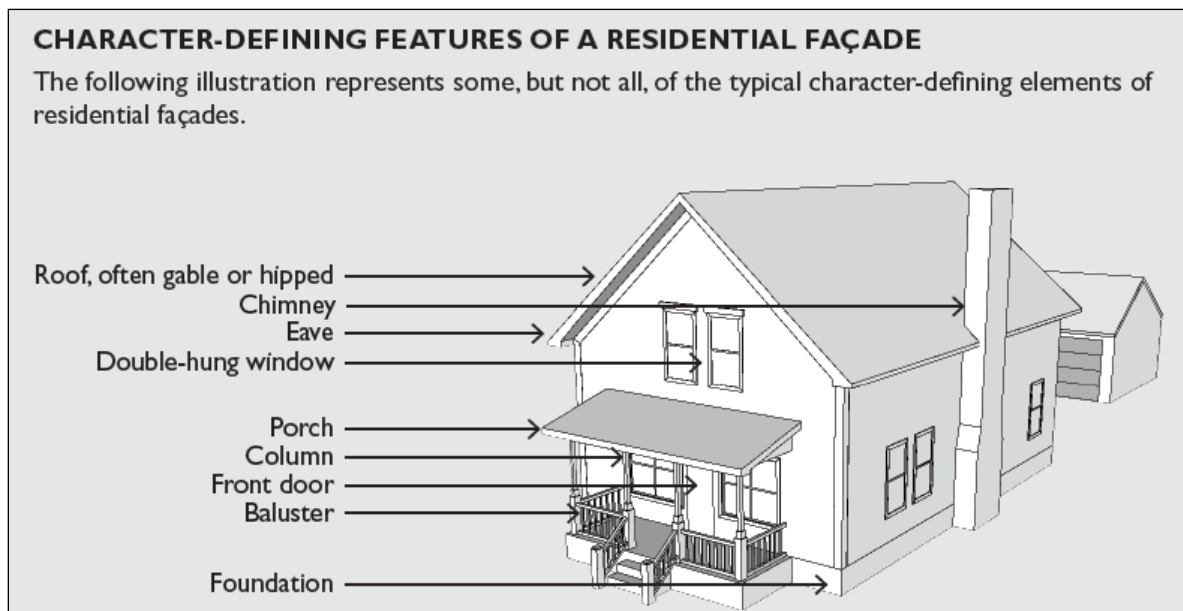 CHARACTER-DEFINING FEATURES OF A RESIDENTIAL FAÇADE
The following illustration represents some, but not all, of the typical character-defining elements of
residential façades.
Roof, often gable or hipped
Chimney
Eave
Double-hung window
Porch
Column
Front door
Baluster
Foundation